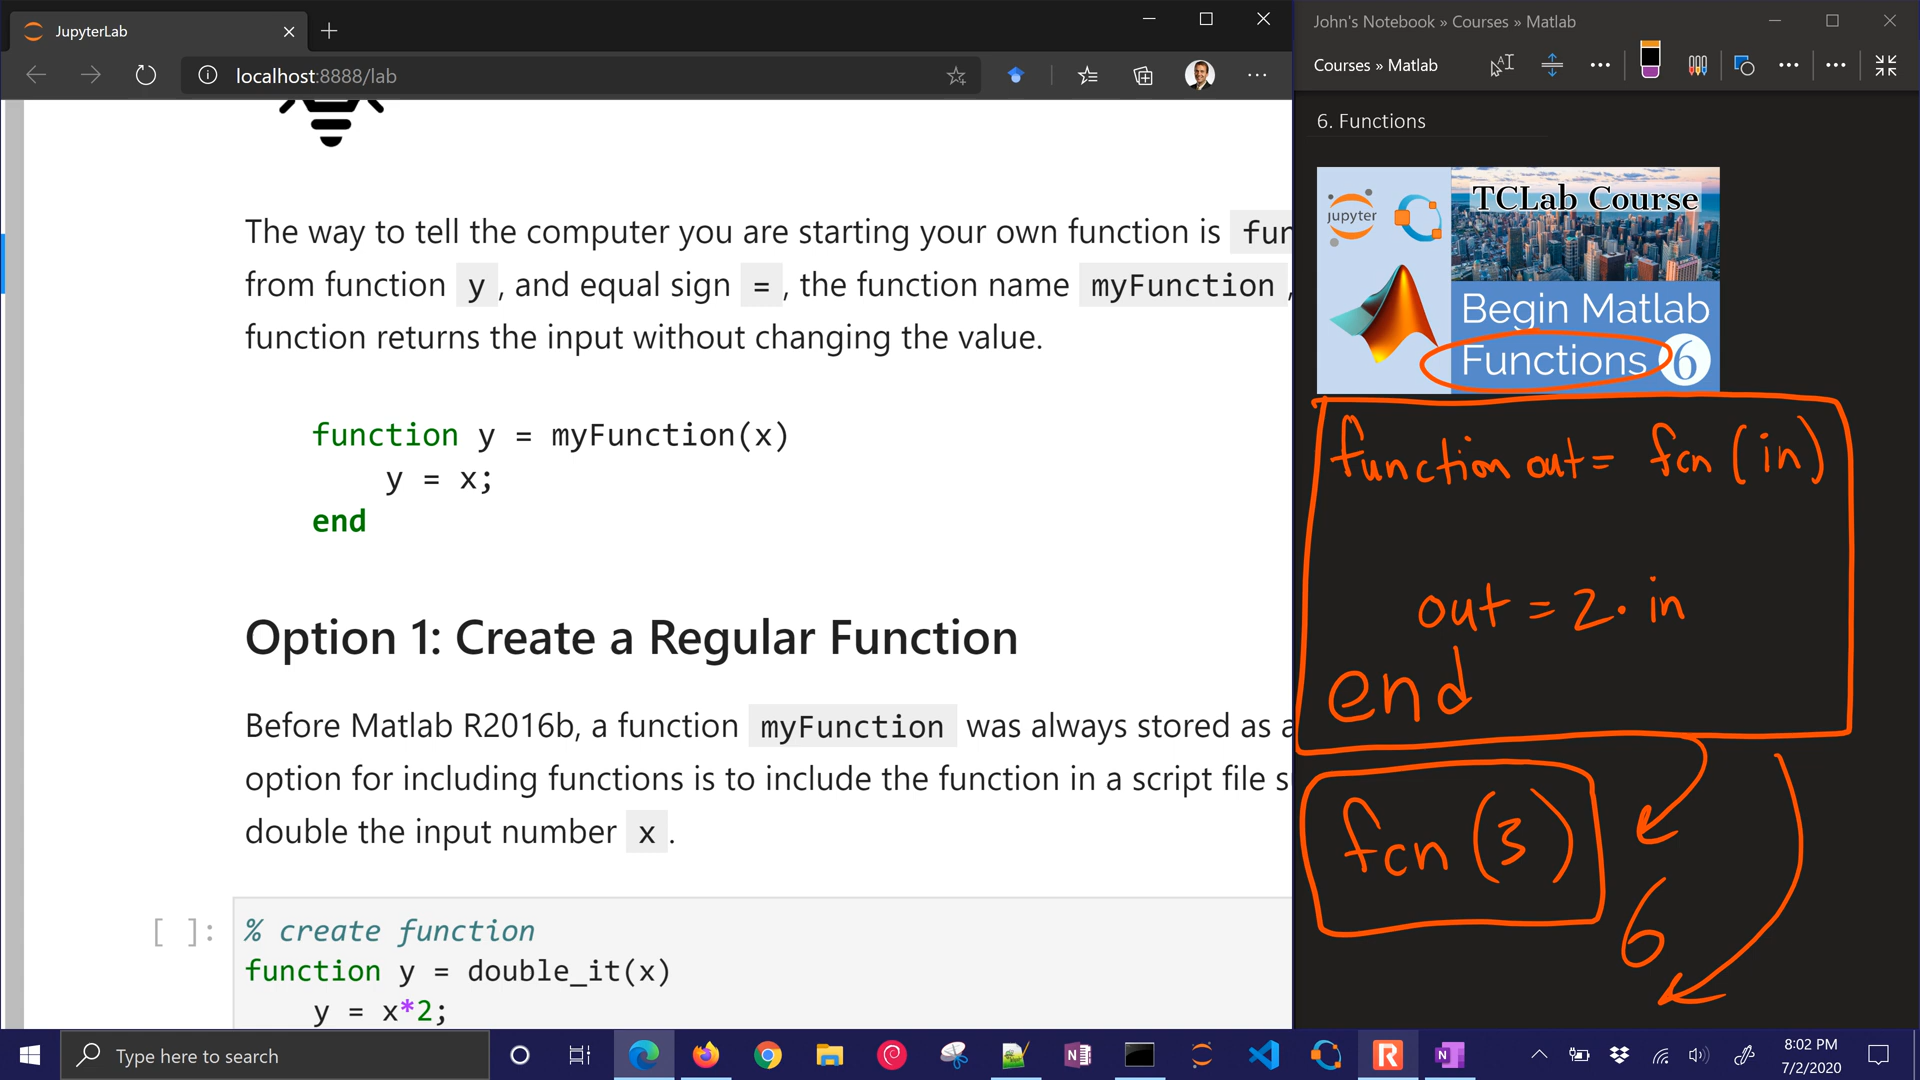 JupyterLab
localhost:8888/lab
The way to tell the computer you are starting your own function is fun
from function y, and equal sign =, the function name myFunction,
function returns the input without changing the value.
function y = myFunction(x)
y = x;
end
Option 1: Create a Regular Function
Before Matlab R2016b, a function myFunction was always stored as a
option for including functions is to include the function in a script file s
double the input number x.
[ ]:
% create function
function y = double_it(x)
y = x*2;
John's Notebook » Courses » Matlab
Courses » Matlab
6. Functions
jupyter
TCLab Course
Begin Matlab
Functions 6
function out = fcn (in)
out = 2 · in
end
fcn (3)
6
Type here to search
8:02 PM
7/2/2020